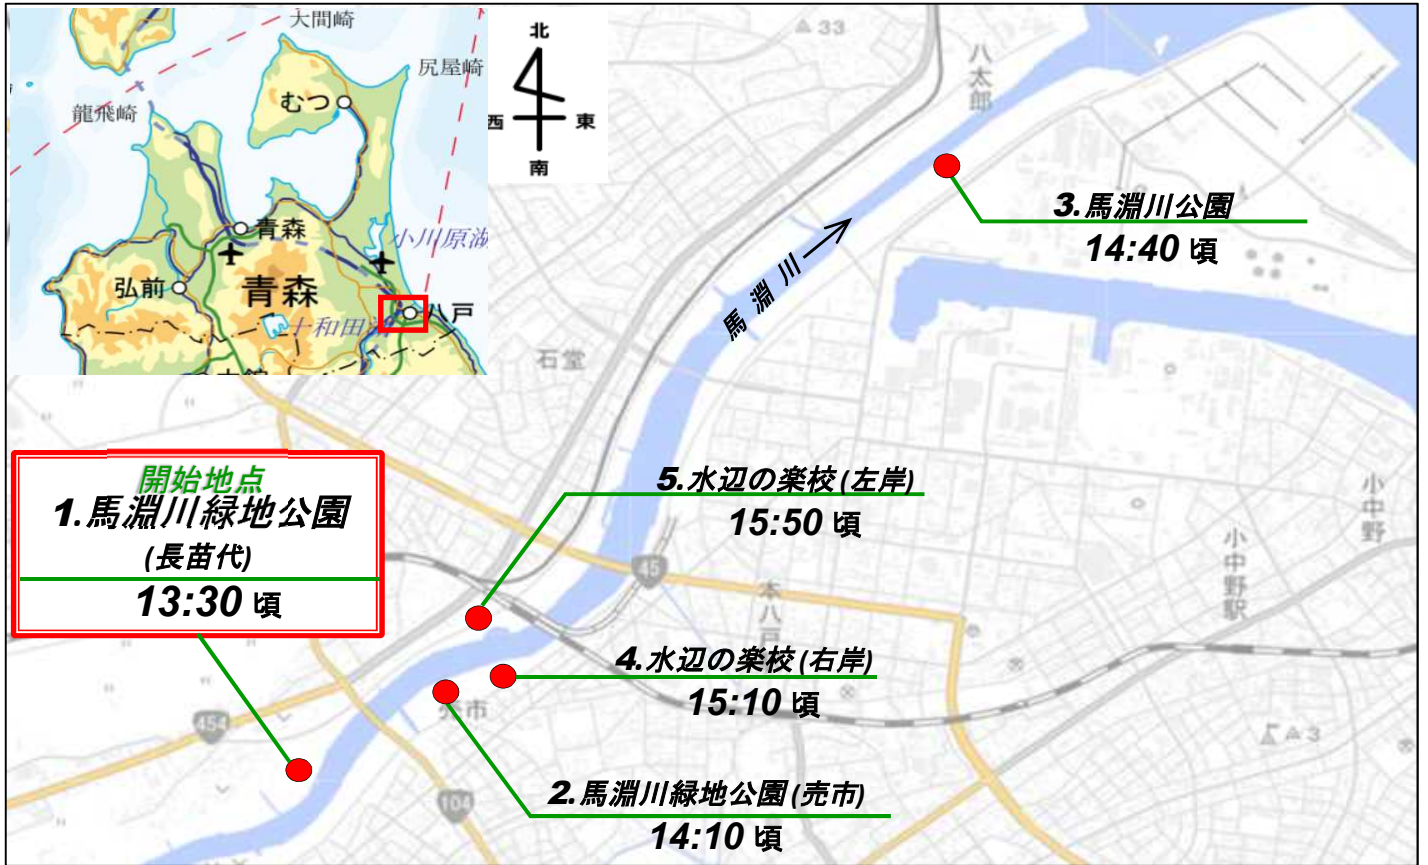 大間崎
尻屋崎
龍飛崎
むつ
青森
小川原湖
弘前
青森
八戸
十和田湖
北
西
東
南
33
八太郎
3.馬淵川公園
14:40 頃
馬淵川
石堂
開始地点
1.馬淵川緑地公園
(長苗代)
13:30 頃
5.水辺の楽校(左岸)
15:50 頃
45
本八戸
小中野
小中野駅
4.水辺の楽校(右岸)
15:10 頃
売市
454
104
3
2.馬淵川緑地公園(売市)
14:10 頃